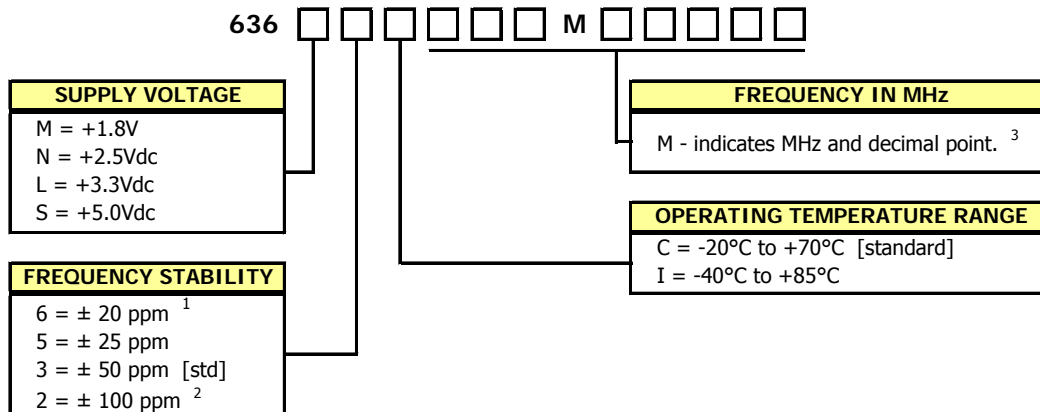 636 M
SUPPLY VOLTAGE
M = +1.8V
N = +2.5Vdc
L = +3.3Vdc
S = +5.0Vdc
FREQUENCY STABILITY
6 = ± 20 ppm 1
5 = ± 25 ppm
3 = ± 50 ppm [std]
2 = ± 100 ppm 2
FREQUENCY IN MHz
M - indicates MHz and decimal point. 3
OPERATING TEMPERATURE RANGE
C = -20°C to +70°C [standard]
I = -40°C to +85°C